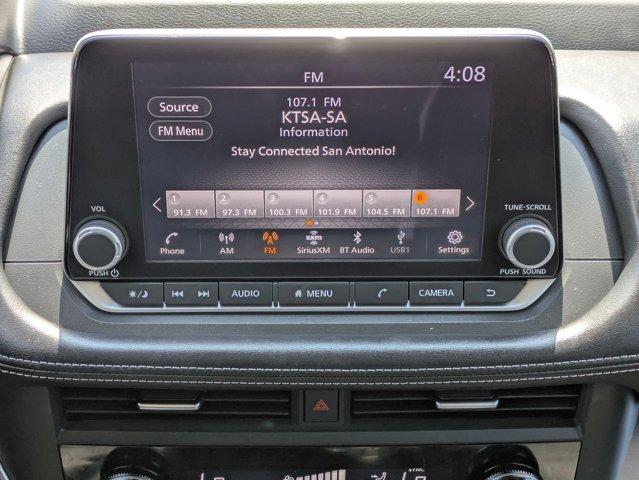 FM 4:08
Source
FM Menu
107.1 FM
KTSA-SA
Information
Stay Connected San Antonio!
1 2 3 4 5 6
91.3 FM 97.3 FM 100.3 FM 101.9 FM 104.5 FM 107.1 FM
sxm
Phone AM FM SiriusXM BT Audio USB1 Settings
VOL
PUSH
TUNE·SCROLL
PUSH SOUND
AUDIO MENU CAMERA
SYNC